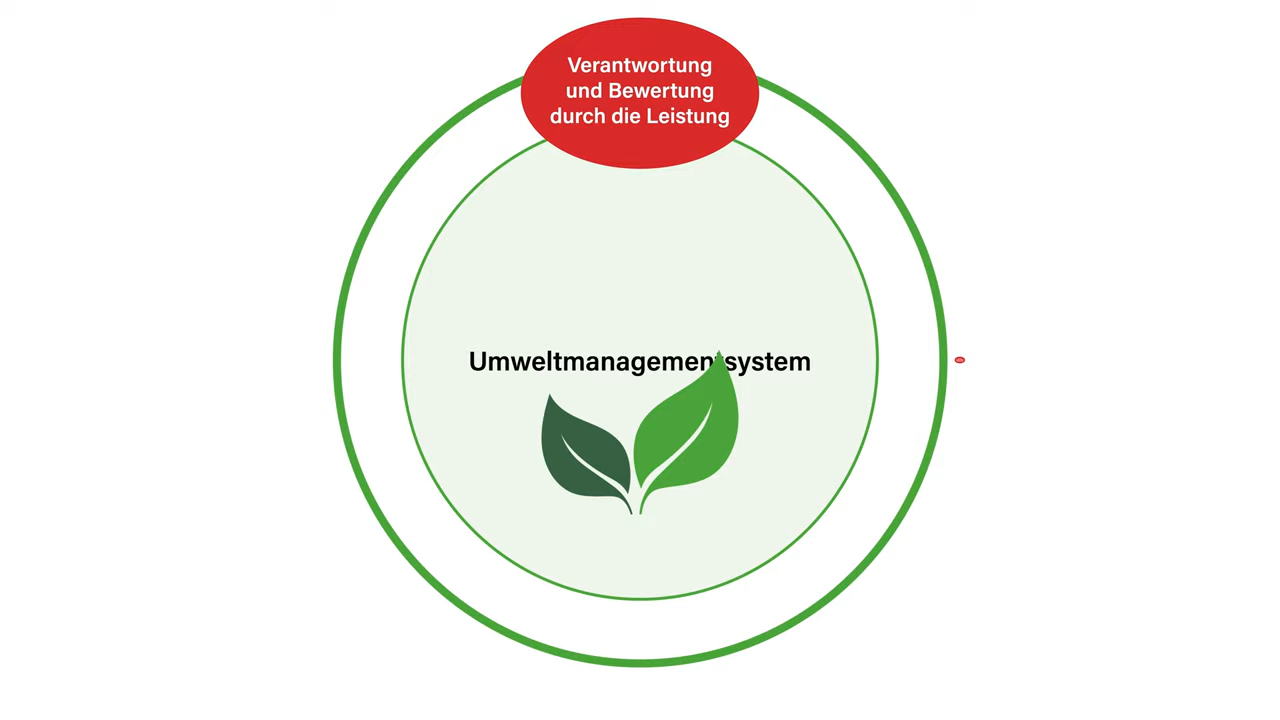 Verantwortung
und Bewertung
durch die Leistung
Umweltmanagementsystem